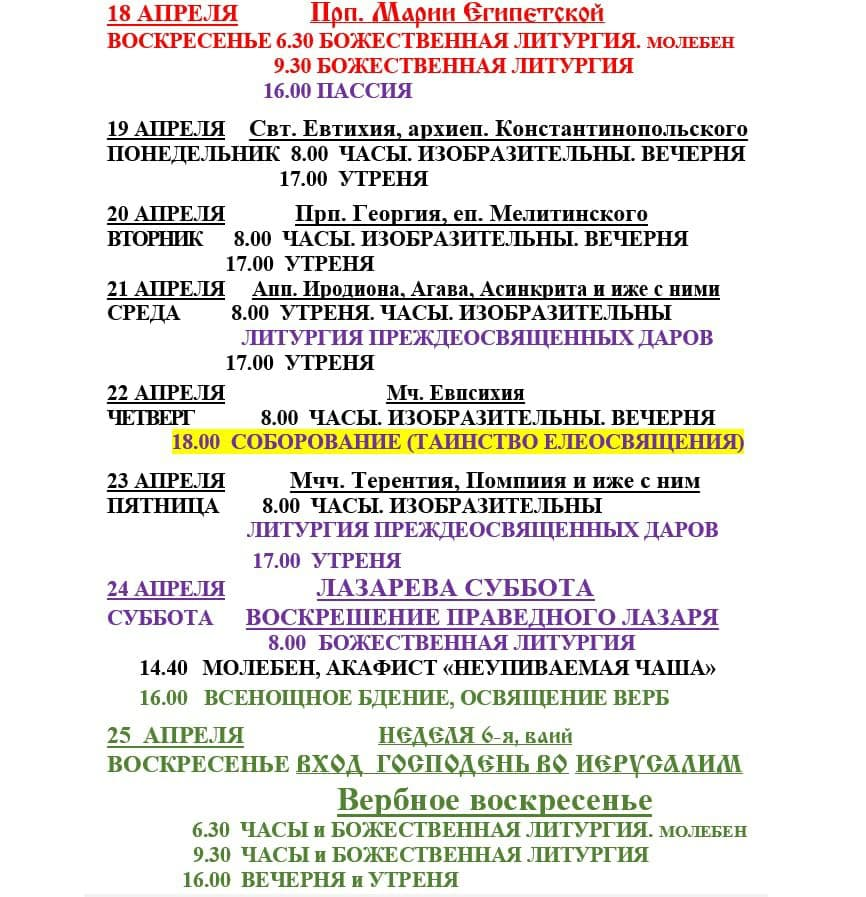 18 АПРЕЛЯ Прп. Марии Египетской
ВОСКРЕСЕНЬЕ 6.30 БОЖЕСТВЕННАЯ ЛИТУРГИЯ. МОЛЕБЕН
9.30 БОЖЕСТВЕННАЯ ЛИТУРГИЯ
16.00 ПАССИЯ
19 АПРЕЛЯ Свт. Евтихия, архиеп. Константинопольского
ПОНЕДЕЛЬНИК 8.00 ЧАСЫ. ИЗОБРАЗИТЕЛЬНЫ. ВЕЧЕРНЯ
17.00 УТРЕНЯ
20 АПРЕЛЯ Прп. Георгия, еп. Мелитинского
ВТОРНИК 8.00 ЧАСЫ. ИЗОБРАЗИТЕЛЬНЫ. ВЕЧЕРНЯ
17.00 УТРЕНЯ
21 АПРЕЛЯ Апп. Иродиона, Агава, Асинкрита и иже с ними
СРЕДА 8.00 УТРЕНЯ. ЧАСЫ. ИЗОБРАЗИТЕЛЬНЫ
ЛИТУРГИЯ ПРЕЖДЕОСВЯЩЕННЫХ ДАРОВ
17.00 УТРЕНЯ
22 АПРЕЛЯ Мч. Евпсихия
ЧЕТВЕРГ 8.00 ЧАСЫ. ИЗОБРАЗИТЕЛЬНЫ. ВЕЧЕРНЯ
18.00 СОБОРОВАНИЕ (ТАИНСТВО ЕЛЕОСВЯЩЕНИЯ)
23 АПРЕЛЯ Мчч. Терентия, Помпиия и иже с ним
ПЯТНИЦА 8.00 ЧАСЫ. ИЗОБРАЗИТЕЛЬНЫ
ЛИТУРГИЯ ПРЕЖДЕОСВЯЩЕННЫХ ДАРОВ
17.00 УТРЕНЯ
24 АПРЕЛЯ ЛАЗАРЕВА СУББОТА
СУББОТА ВОСКРЕШЕНИЕ ПРАВЕДНОГО ЛАЗАРЯ
8.00 БОЖЕСТВЕННАЯ ЛИТУРГИЯ
14.40 МОЛЕБЕН, АКАФИСТ «НЕУПИВАЕМАЯ ЧАША»
16.00 ВСЕНОЩНОЕ БДЕНИЕ, ОСВЯЩЕНИЕ ВЕРБ
25 АПРЕЛЯ НЕДЕЛЯ 6-я, ваий
ВОСКРЕСЕНЬЕ ВХОД ГОСПОДЕНЬ ВО ИЕРУСАЛИМ
Вербное воскресенье
6.30 ЧАСЫ и БОЖЕСТВЕННАЯ ЛИТУРГИЯ. МОЛЕБЕН
9.30 ЧАСЫ и БОЖЕСТВЕННАЯ ЛИТУРГИЯ
16.00 ВЕЧЕРНЯ и УТРЕНЯ